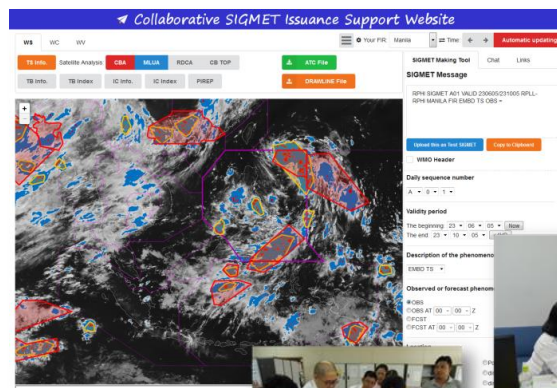 Collaborative SIGMET Issuance Support Website
WS WC WV
Your FIR: Manila Time: Automatic updating
TS Info. Satellite Analysis CBA MLUA RDCA CB TOP ATC File
TB Info. TB Index IC Info. IC Index PIREP DRAWLINE File
SIGMET Making Tool Chat Links
SIGMET Message
RPHI SIGMET A01 VALID 230605/231005 RPLL-
RPHI MANILA FIR EMBD TS OBS =
Upload this as Test SIGMET Copy to Clipboard
WMO Header
Daily sequence number
A 0 1
Validity period
The beginning 23 06 05 Now
The end 23 10 05
Description of the phenomeno
EMBD TS
Observed or forecast phenom
OBS
OBS AT 00 00 Z
FCST
FCST AT 00 00 Z